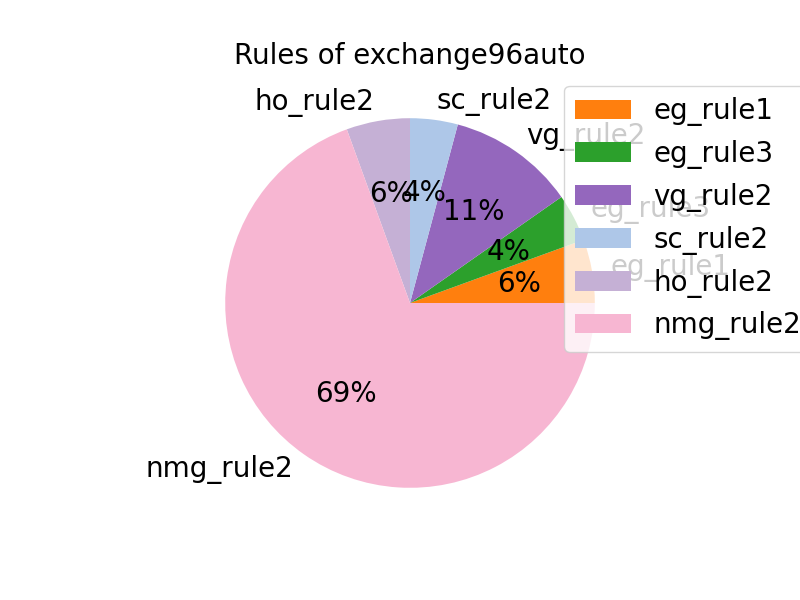 Rules of exchange96auto
ho_rule2
sc_rule2
vg_rule2
eg_rule3
eg_rule1
nmg_rule2
6%
4%
11%
4%
6%
69%
eg_rule1
eg_rule3
vg_rule2
sc_rule2
ho_rule2
nmg_rule2